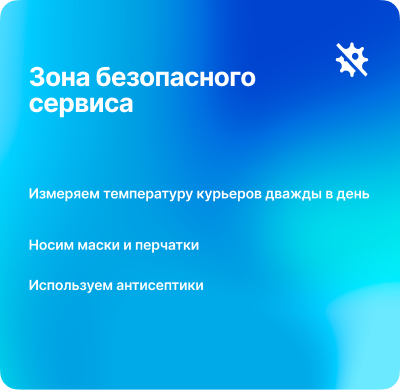 Зона безопасного
сервиса
Измеряем температуру курьеров дважды в день
Носим маски и перчатки
Используем антисептики